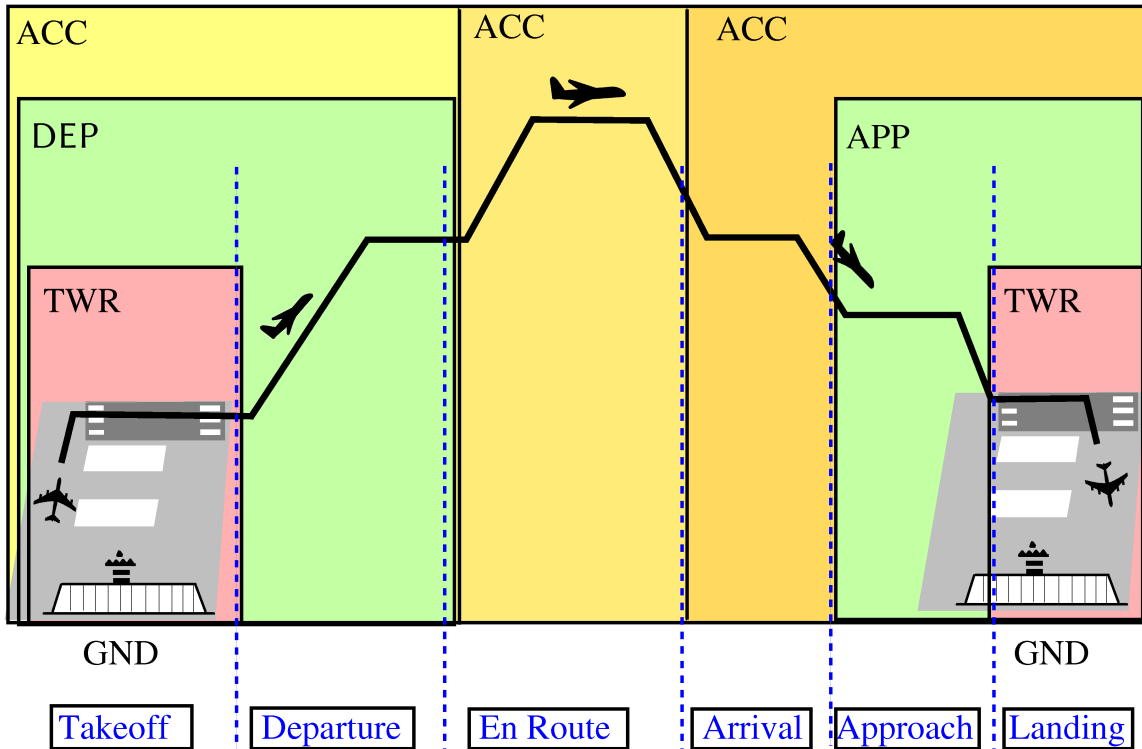 ACC
ACC
ACC
DEP
APP
TWR
TWR
GND
GND
Takeoff
Departure
En Route
Arrival
Approach
Landing